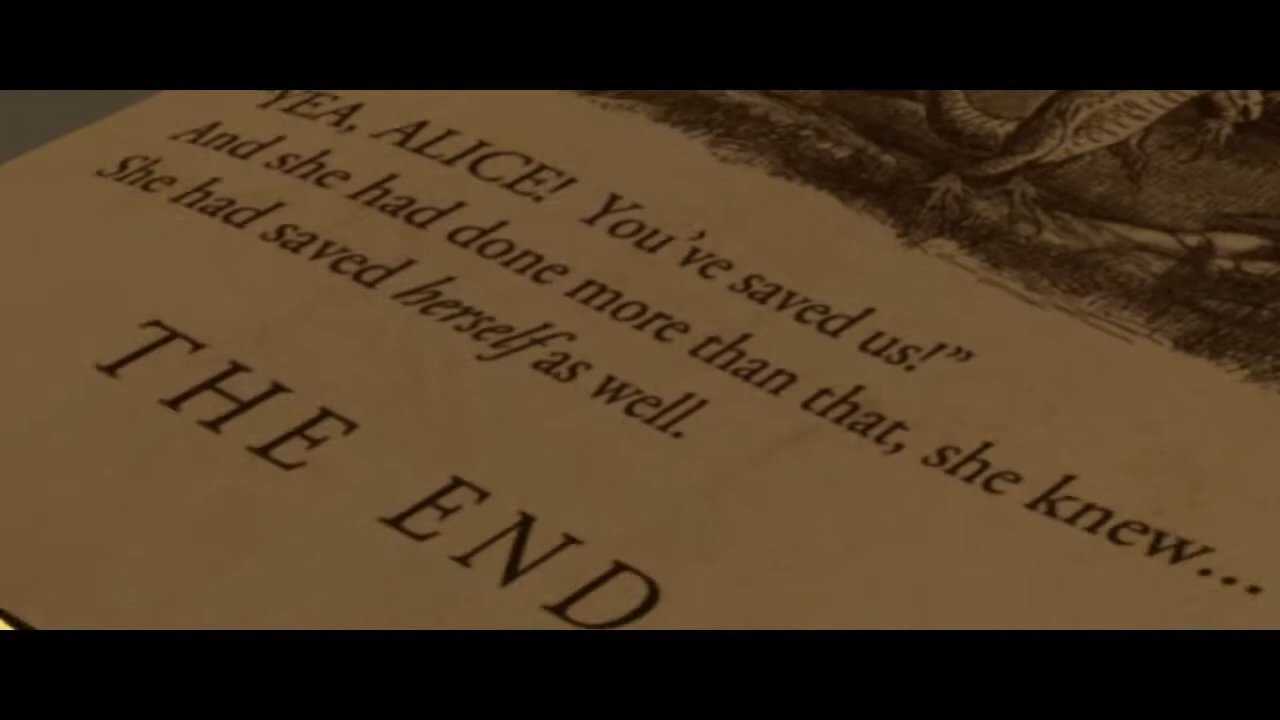 YEA, ALICE! You've saved us!”
And she had done more than that, she knew...
She had saved herself as well.
THE END